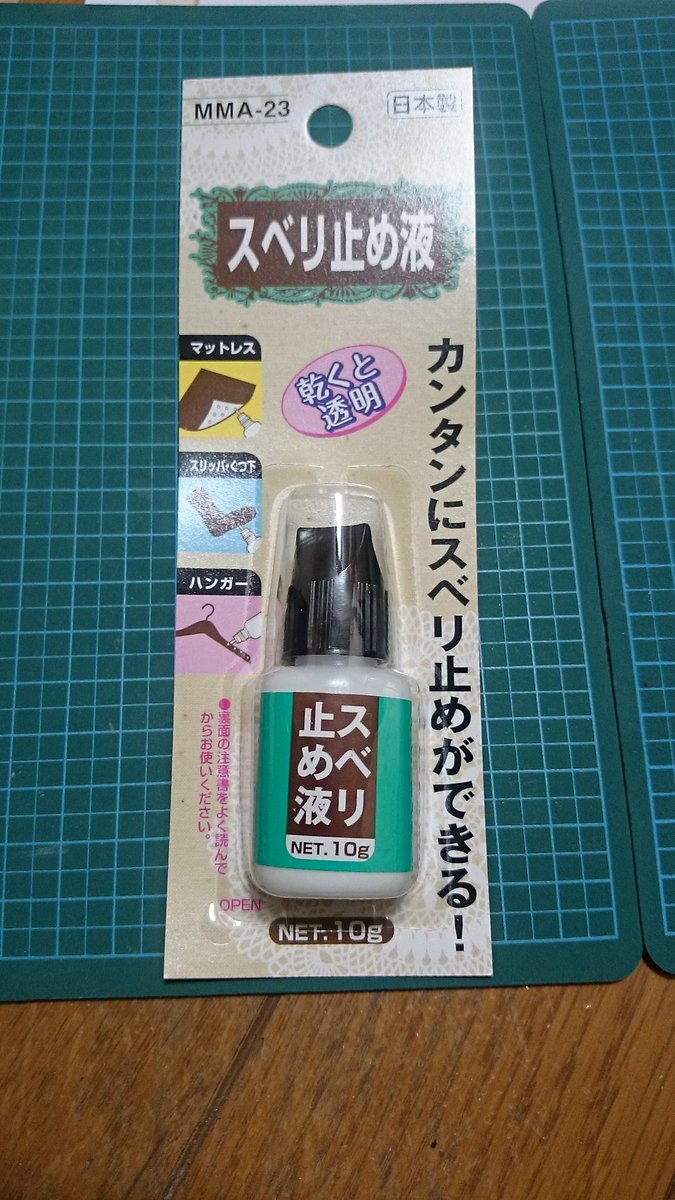 MMA-23
日本製
スベリ止め液
マットレス
乾くと
透明
カンタンにスベリ止めができる！
スリッパ・くつ下
ハンガー
●裏面の注意書をよく読んで
からお使いください。
スベリ
止め液
NET.10g
OPEN
NET.10g